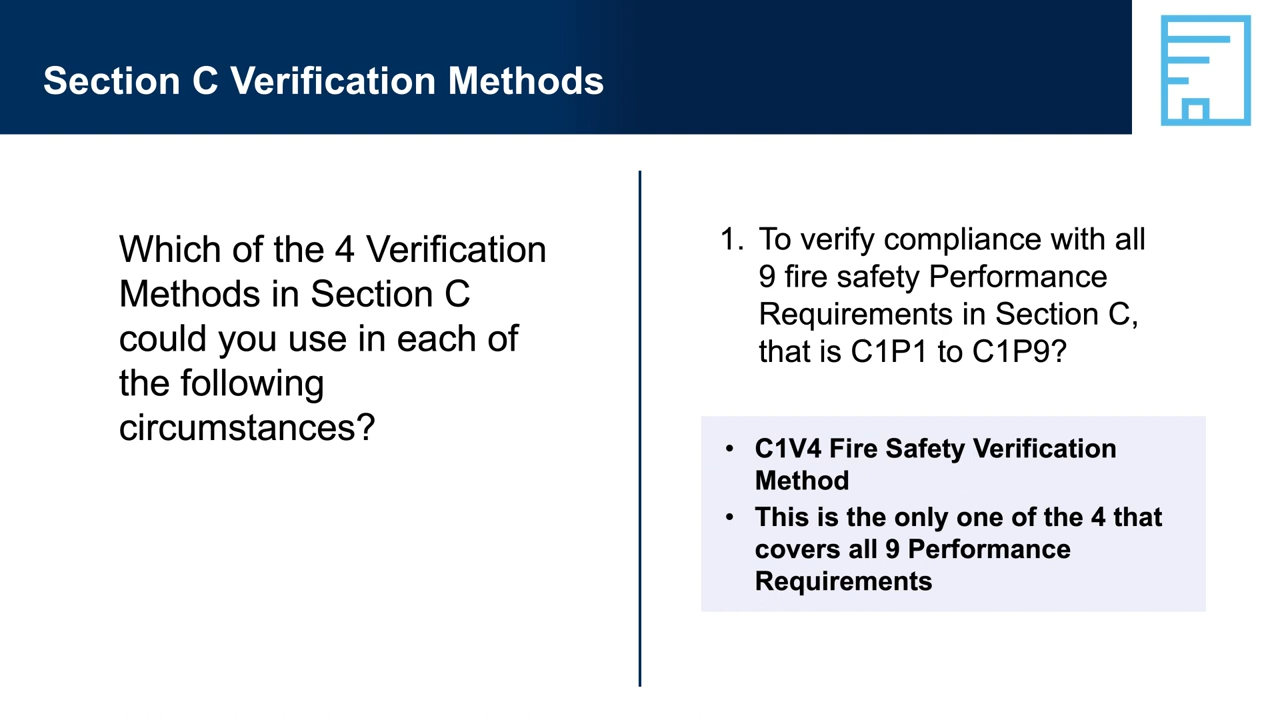 Section C Verification Methods
Which of the 4 Verification
Methods in Section C
could you use in each of
the following
circumstances?
1. To verify compliance with all
9 fire safety Performance
Requirements in Section C,
that is C1P1 to C1P9?
• C1V4 Fire Safety Verification
Method
• This is the only one of the 4 that
covers all 9 Performance
Requirements